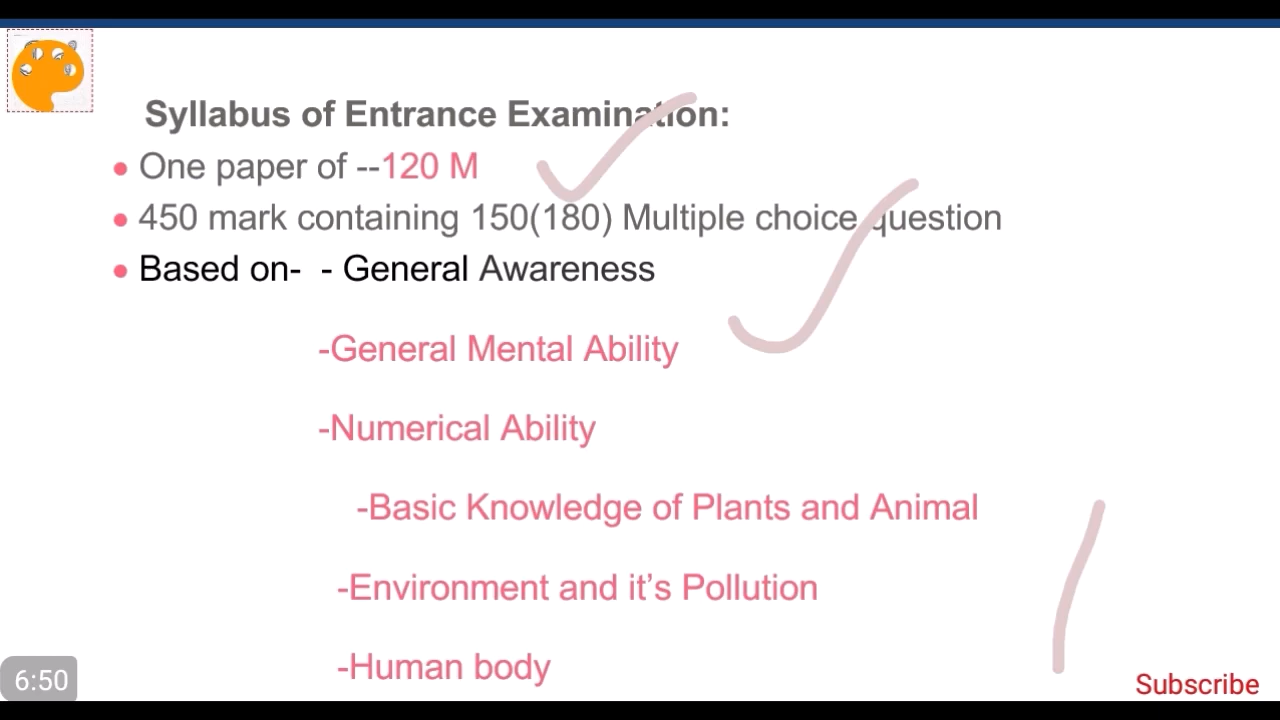 Syllabus of Entrance Examination:
• One paper of --120 M
• 450 mark containing 150(180) Multiple choice question
• Based on- - General Awareness
-General Mental Ability
-Numerical Ability
-Basic Knowledge of Plants and Animal
-Environment and it’s Pollution
-Human body
6:50
Subscribe